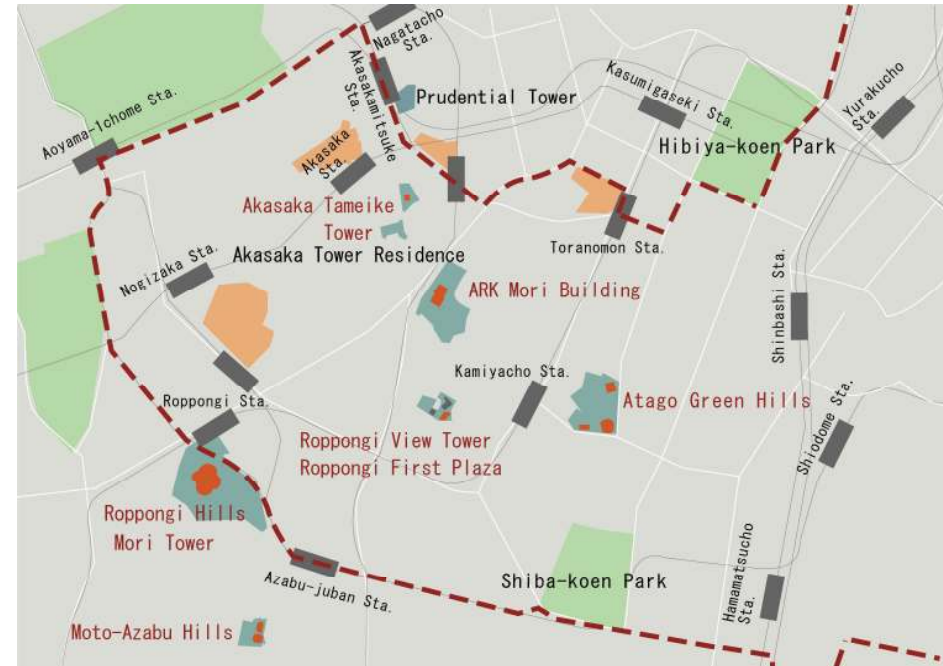 Nagatacho
Sta.
Akasakamitsuke
Sta.
Prudential Tower
Kasumigaseki Sta.
Yurakucho
Sta.
Aoyama-1chome Sta.
Akasaka
Sta.
Hibiya-koen Park
Akasaka Tameike
Tower
Toranomon Sta.
Akasaka Tower Residence
Nogizaka Sta.
ARK Mori Building
Shinbashi Sta.
Kamiyacho Sta.
Roppongi Sta.
Atago Green Hills
Shiodome Sta.
Roppongi View Tower
Roppongi First Plaza
Roppongi Hills
Mori Tower
Azabu-juban Sta.
Shiba-koen Park
Hamamatsucho
Sta.
Moto-Azabu Hills